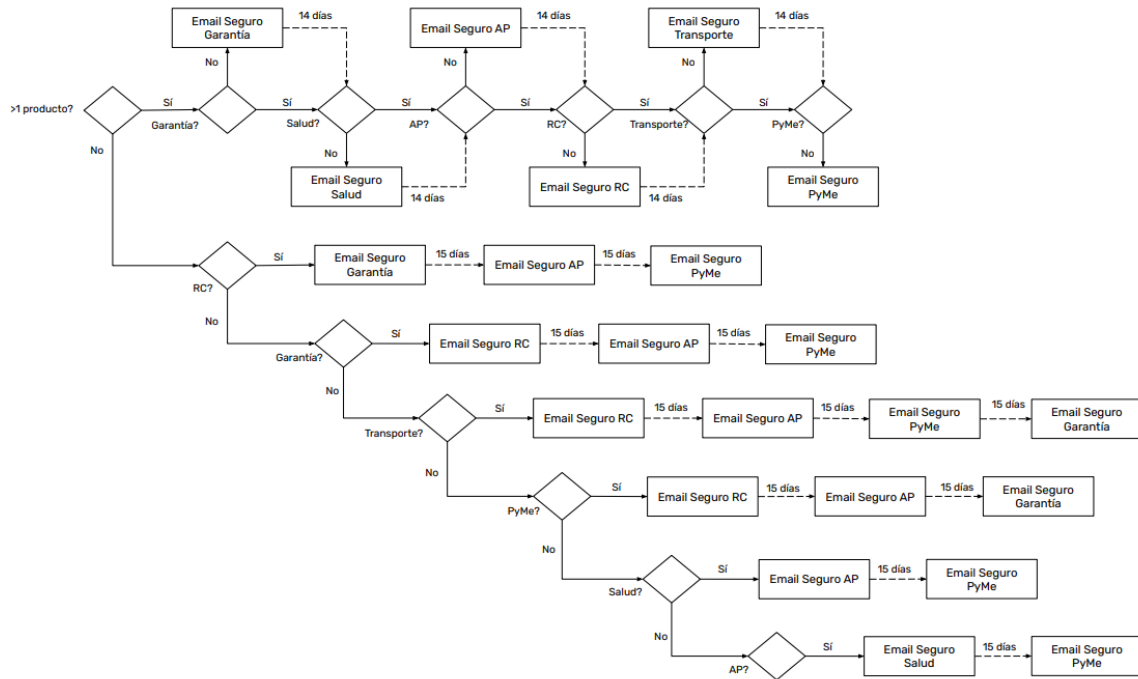 Email Seguro
Garantía
14 días
Email Seguro AP
14 días
Email Seguro
Transporte
14 días
No
No
No
>1 producto?
Sí
Garantía?
Sí
Salud?
Sí
AP?
Sí
RC?
Sí
Transporte?
Sí
PyMe?
No
No
No
No
Email Seguro
Salud
14 días
Email Seguro RC
14 días
Email Seguro
PyMe
RC?
Sí
Email Seguro
Garantía
15 días
Email Seguro AP
15 días
Email Seguro
PyMe
No
Garantía?
Sí
Email Seguro RC
15 días
Email Seguro AP
15 días
Email Seguro
PyMe
No
Transporte?
Sí
Email Seguro RC
15 días
Email Seguro AP
15 días
Email Seguro
PyMe
15 días
Email Seguro
Garantía
No
PyMe?
Sí
Email Seguro RC
15 días
Email Seguro AP
15 días
Email Seguro
Garantía
No
Salud?
Sí
Email Seguro AP
15 días
Email Seguro
PyMe
No
AP?
Sí
Email Seguro
Salud
15 días
Email Seguro
PyMe